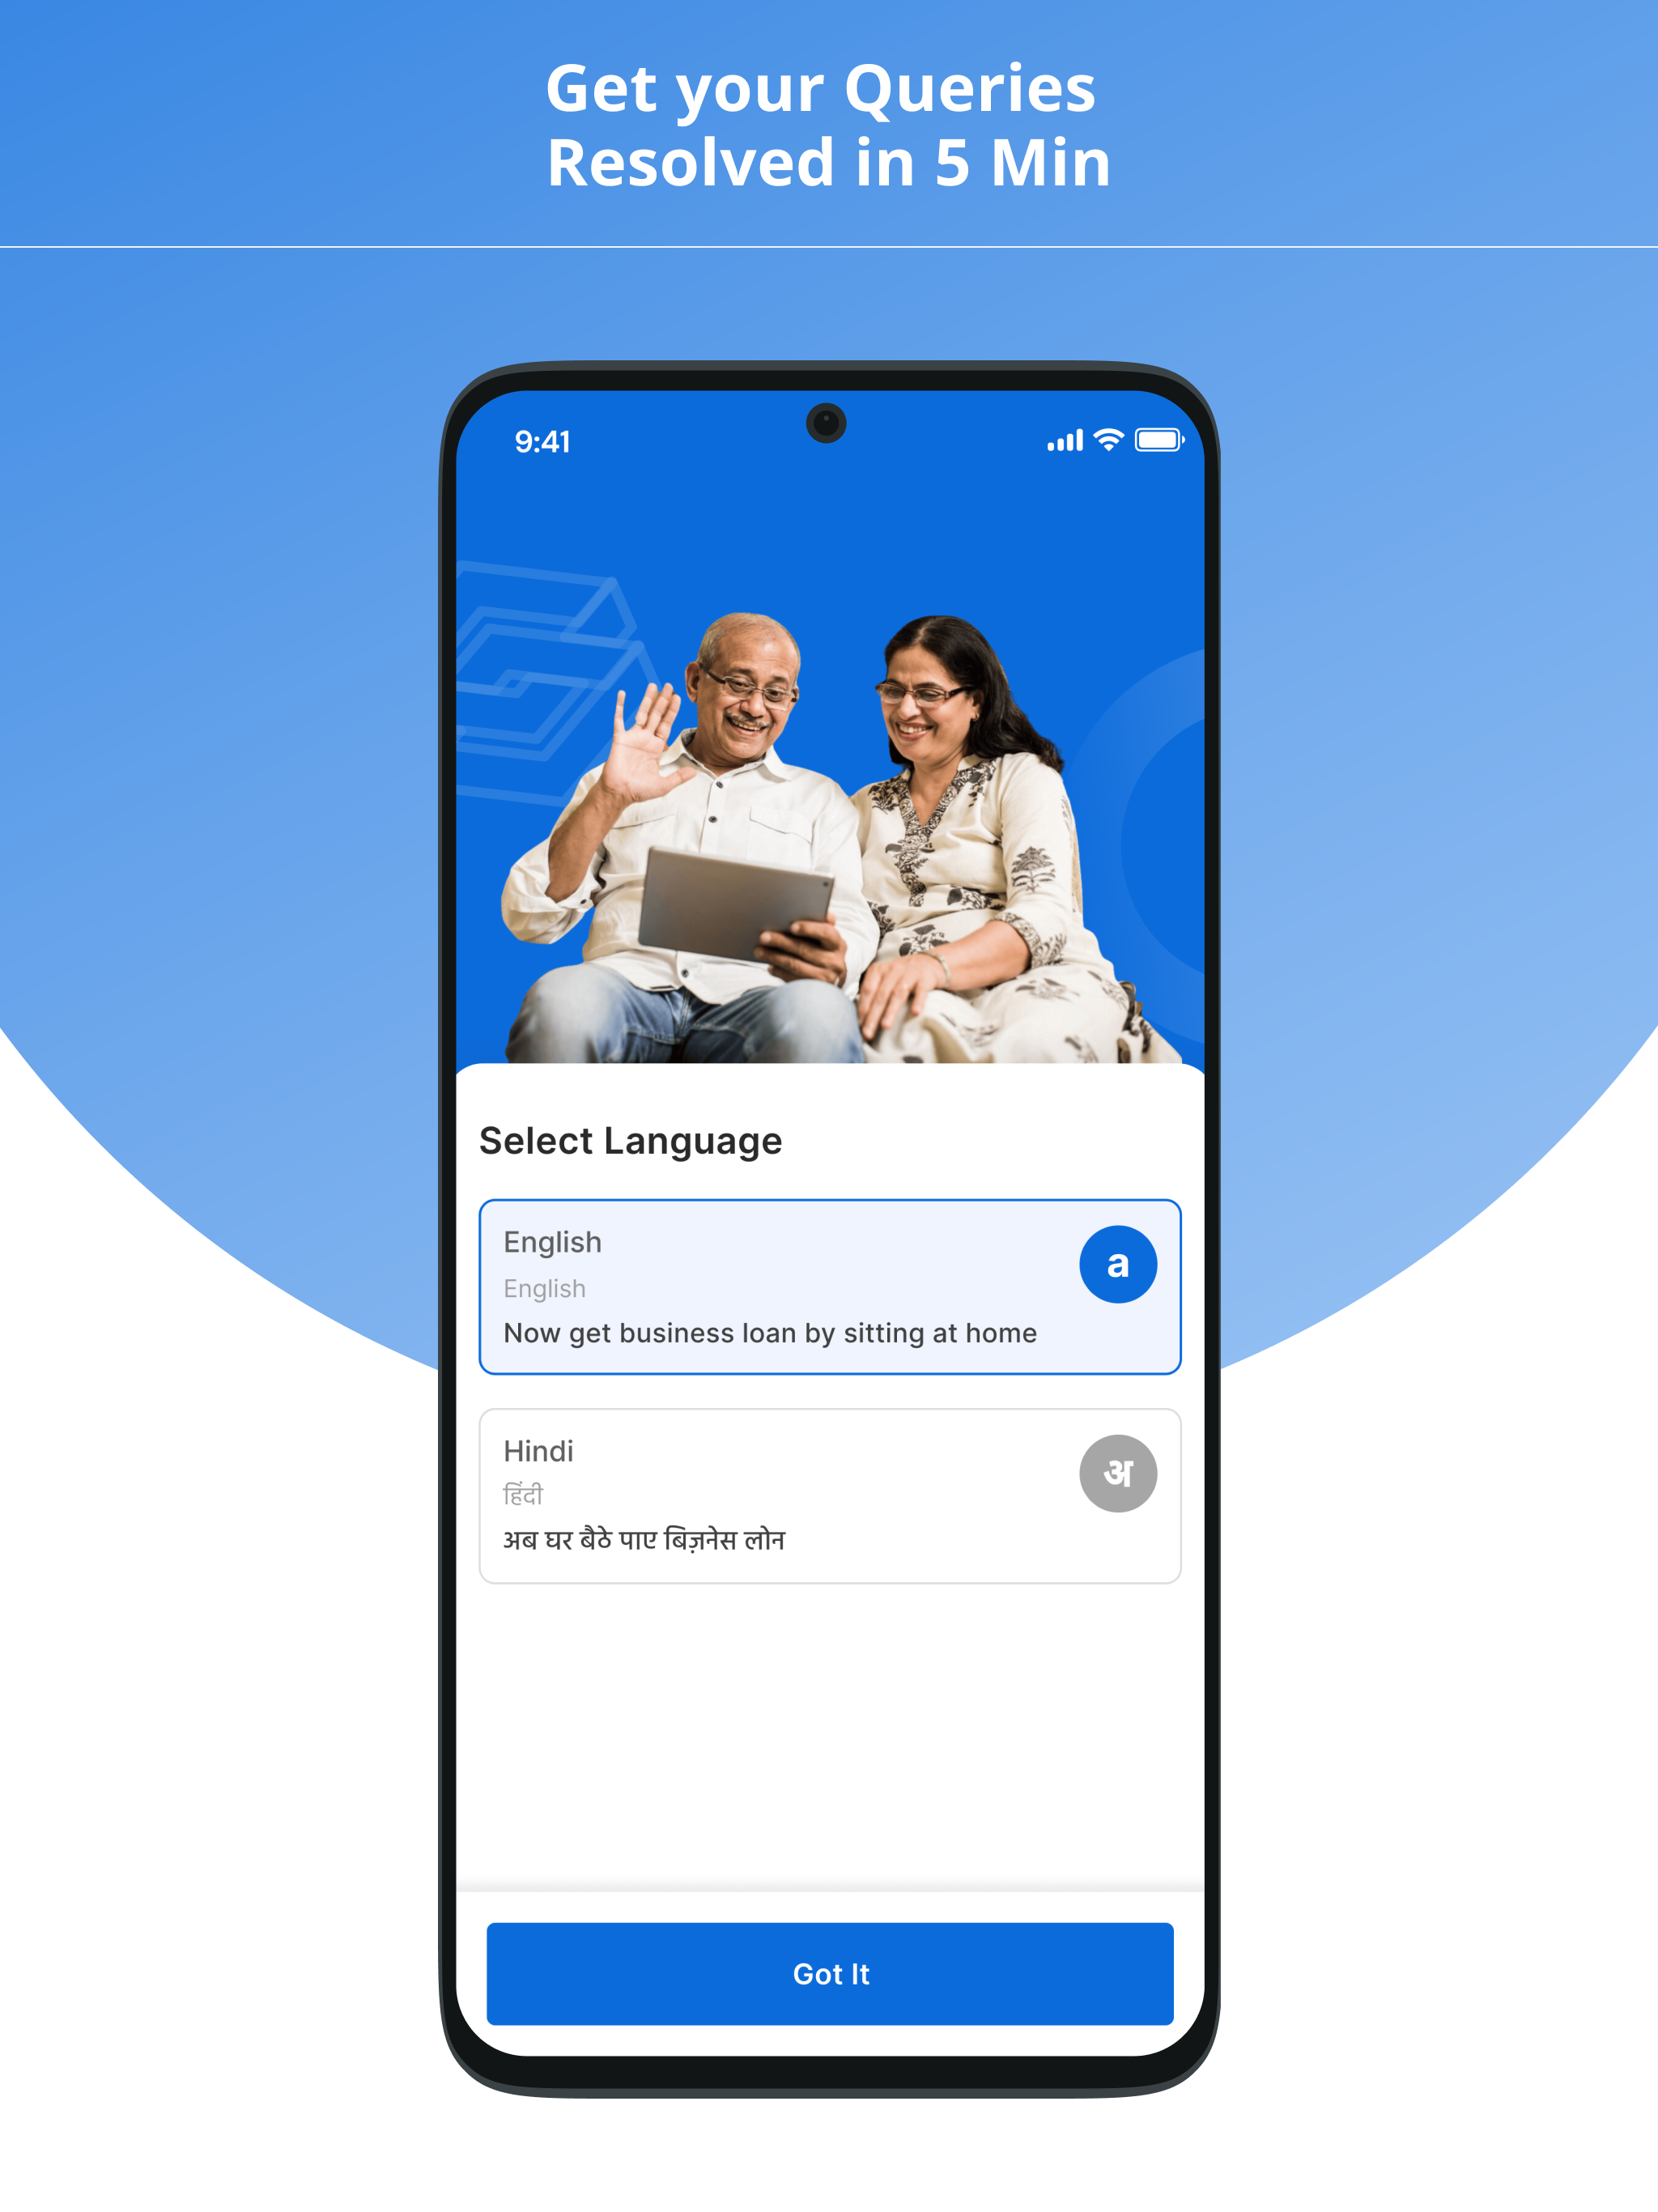 Get your Queries
Resolved in 5 Min
9:41
Select Language
English
a
English
Now get business loan by sitting at home
Hindi
अ
हिंदी
अब घर बैठे पाए बिज़नेस लोन
Got It